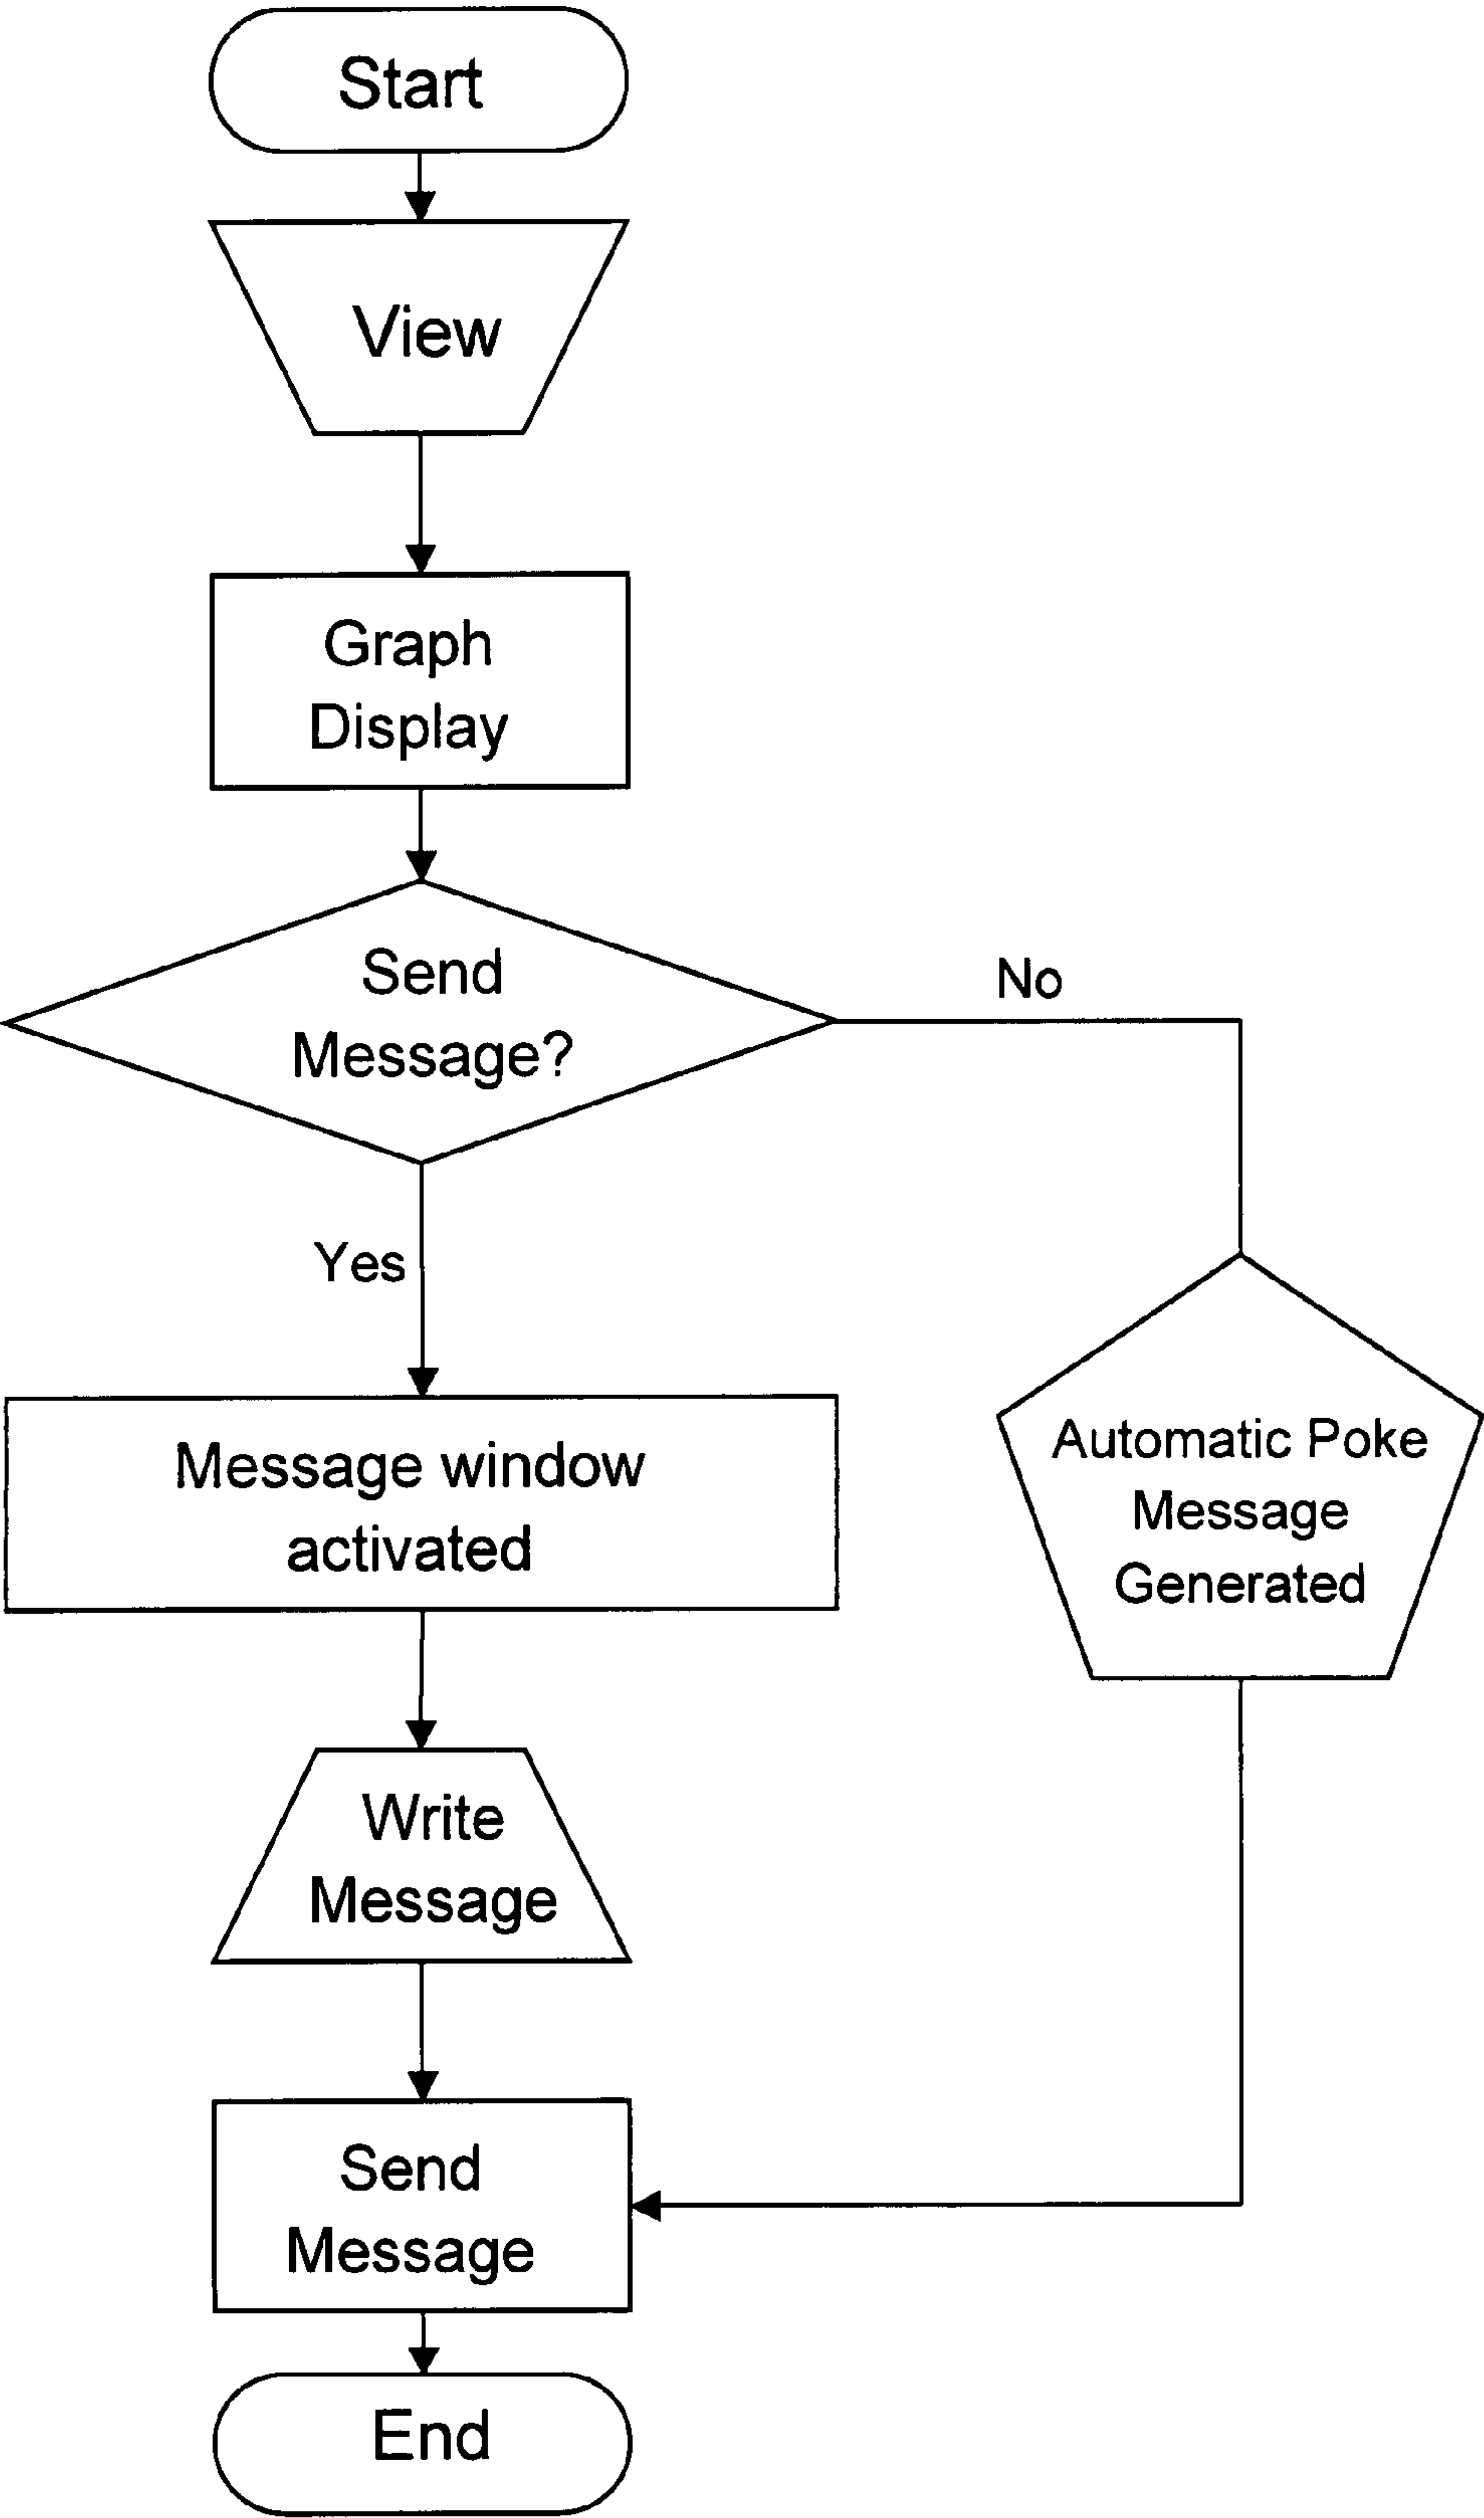 Start
View
Graph
Display
Send
Message?
No
Yes
Message window
activated
Automatic Poke
Message
Generated
Write
Message
Send
Message
End